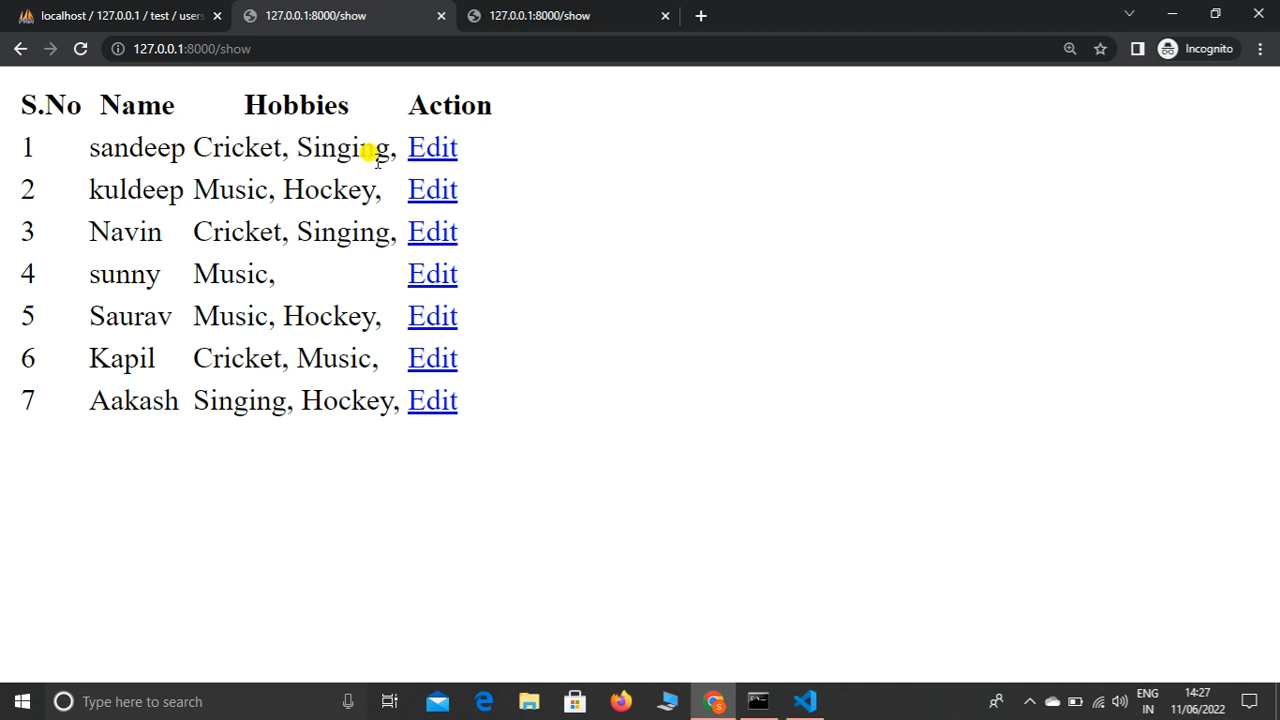 localhost / 127.0.0.1 / test / users
127.0.0.1:8000/show
127.0.0.1:8000/show
127.0.0.1:8000/show
Incognito
S.No Name Hobbies Action
1 sandeep Cricket, Singing, Edit
2 kuldeep Music, Hockey, Edit
3 Navin Cricket, Singing, Edit
4 sunny Music, Edit
5 Saurav Music, Hockey, Edit
6 Kapil Cricket, Music, Edit
7 Aakash Singing, Hockey, Edit
Type here to search
ENG
IN
14:27
11/06/2022